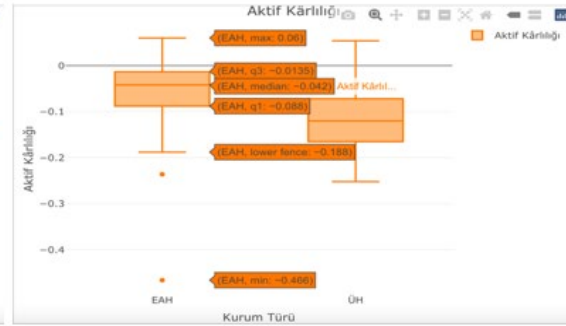 Aktif Kârlılığı
Aktif Kârlılığı
(EAH, max: 0.06)
0
(EAH, q3: −0.0135)
(EAH, median: −0.042)
Aktif Kârlıl...
−0.1
(EAH, q1: −0.088)
−0.2
(EAH, lower fence: −0.188)
Aktif Kârlılığı
−0.3
−0.4
(EAH, min: −0.466)
EAH
ÜH
Kurum Türü